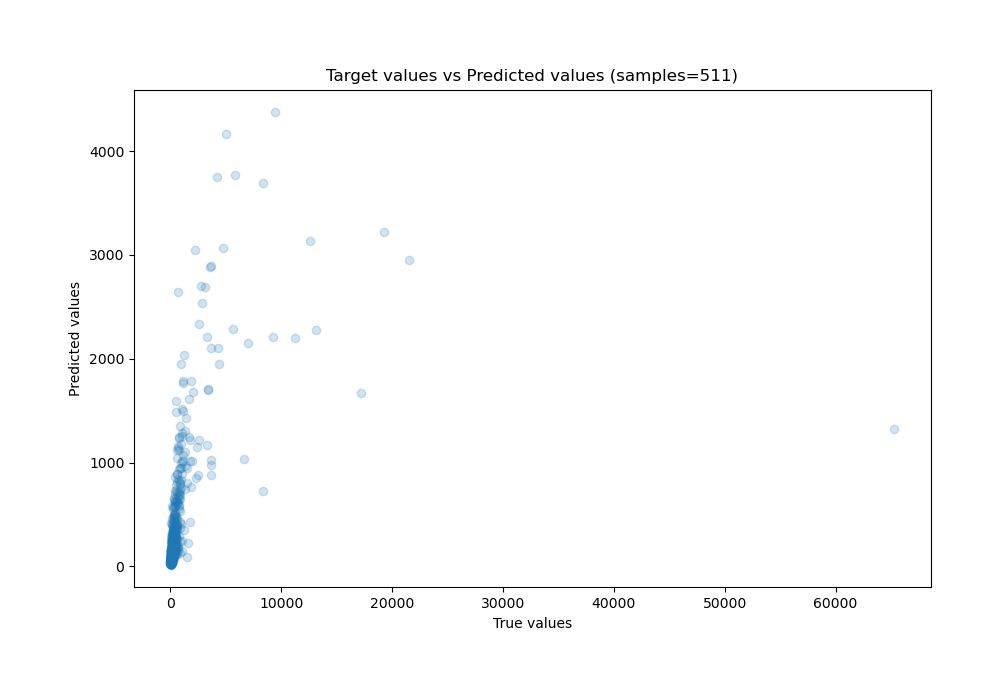 Target values vs Predicted values (samples=511)
4000
3000
2000
1000
0
Predicted values
0 10000 20000 30000 40000 50000 60000
True values